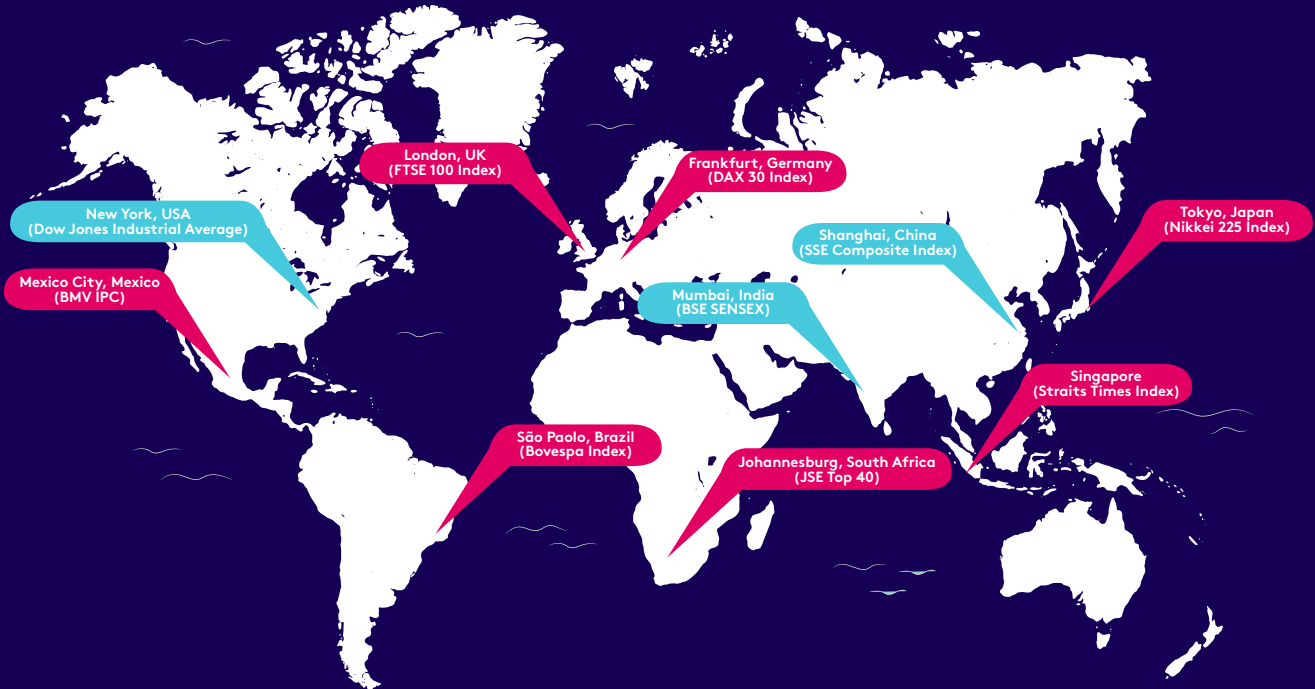 London, UK
(FTSE 100 Index)
Frankfurt, Germany
(DAX 30 Index)
New York, USA
(Dow Jones Industrial Average)
Tokyo, Japan
(Nikkei 225 Index)
Shanghai, China
(SSE Composite Index)
Mexico City, Mexico
(BMV IPC)
Mumbai, India
(BSE SENSEX)
Singapore
(Straits Times Index)
São Paolo, Brazil
(Bovespa Index)
Johannesburg, South Africa
(JSE Top 40)